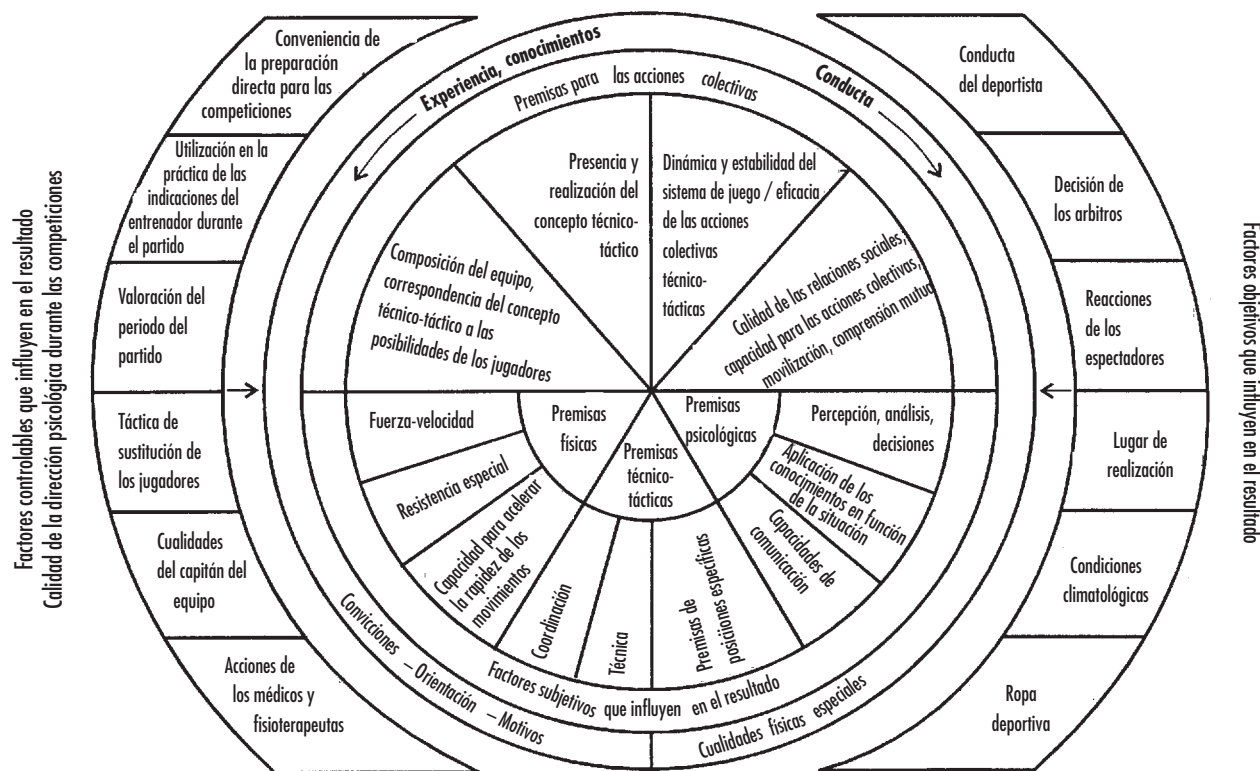 Factores controlables que influyen en el resultado
Calidad de la dirección psicológica durante las competiciones
Conveniencia de
la preparación
directa para las
competiciones
Utilización en la
práctica de las
indicaciones del
entrenador durante
el partido
Valoración del
periodo del
partido
Táctica de
sustitución de
los jugadores
Cualidades
del capitán del
equipo
Acciones de
los médicos y
fisioterapeutas
Experiencia, conocimientos
Conducta
Premisas para las acciones colectivas
Composición del equipo,
correspondencia del concepto
técnico-táctico a las
posibilidades de los jugadores
Presencia y
realización del
concepto técnico-
táctico
Dinámica y estabilidad del
sistema de juego / eficacia
de las acciones
colectivas
técnico-
tácticas
Calidad de las relaciones sociales,
capacidad para las acciones colectivas,
movilización, comprensión mutua
Premisas
físicas
Premisas
técnico-
tácticas
Premisas
psicológicas
Fuerza-velocidad
Resistencia especial
Capacidad para acelerar
la rapidez de los
movimientos
Coordinación
Técnica
Premisas de
posiciones específicas
Capacidades de
comunicación
Aplicación de los
conocimientos en función
de la situación
Percepción, análisis,
decisiones
Factores subjetivos que influyen en el resultado
Convicciones – Orientación – Motivos
Cualidades físicas especiales
Conducta
del deportista
Decisión de
los arbitros
Reacciones
de los
espectadores
Lugar de
realización
Condiciones
climatológicas
Ropa
deportiva
Factores objetivos que influyen en el resultado